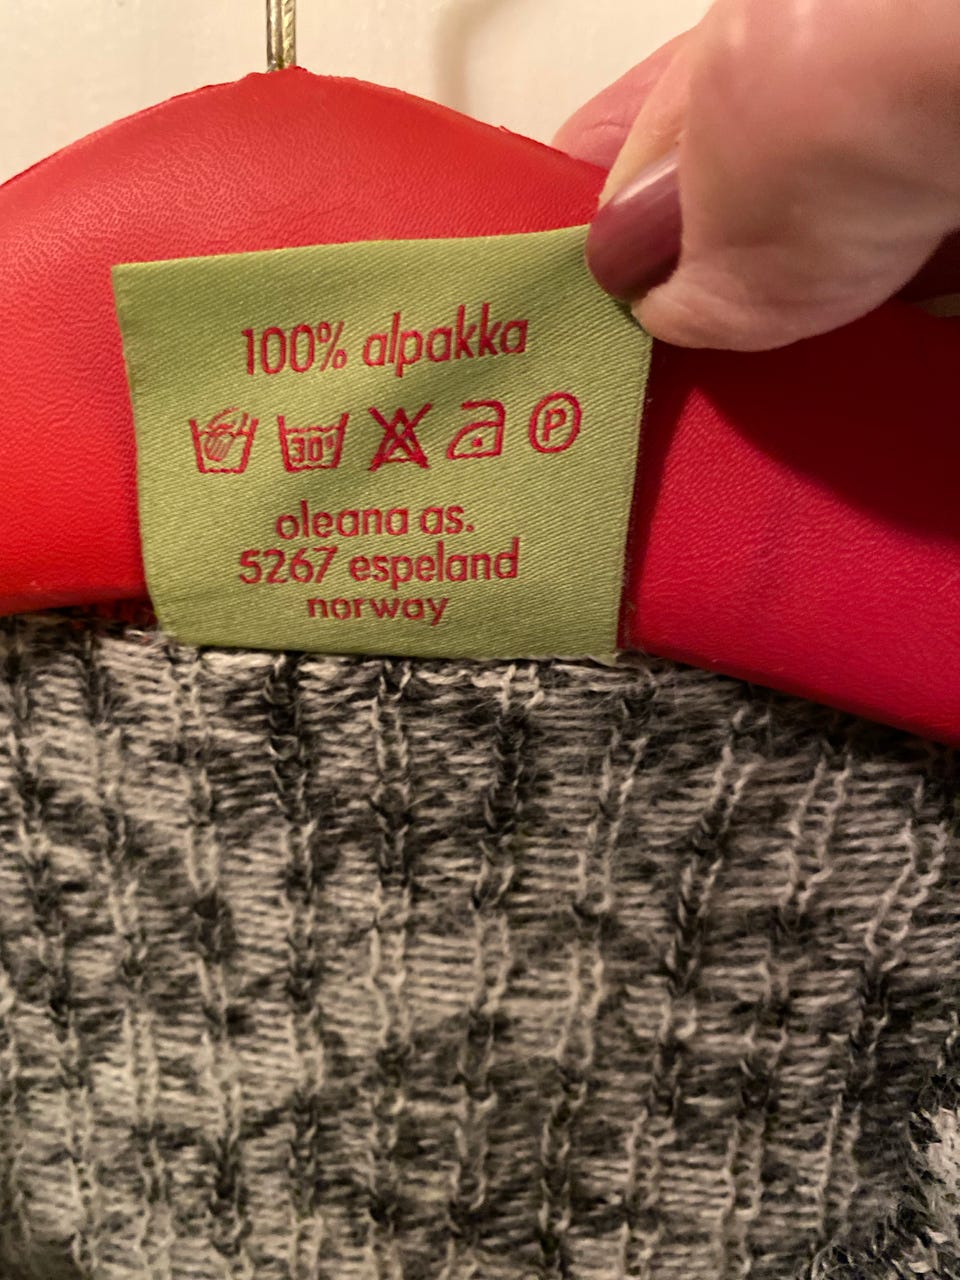 100% alpakka
30° P
oleana as.
5267 espeland
norway